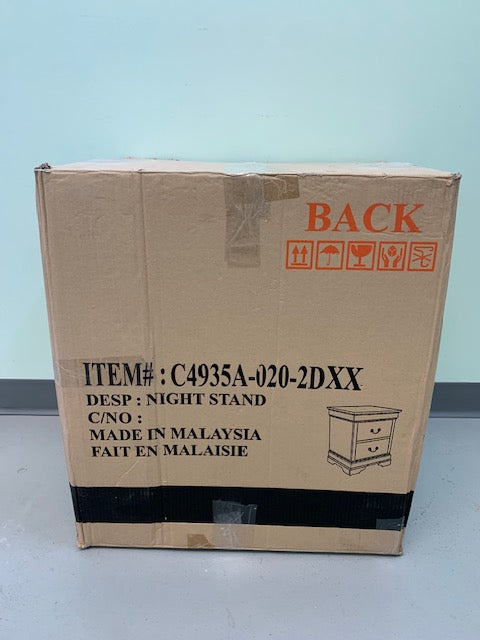 BACK
ITEM# : C4935A-020-2DXX
DESP : NIGHT STAND
C/NO :
MADE IN MALAYSIA
FAIT EN MALAISIE